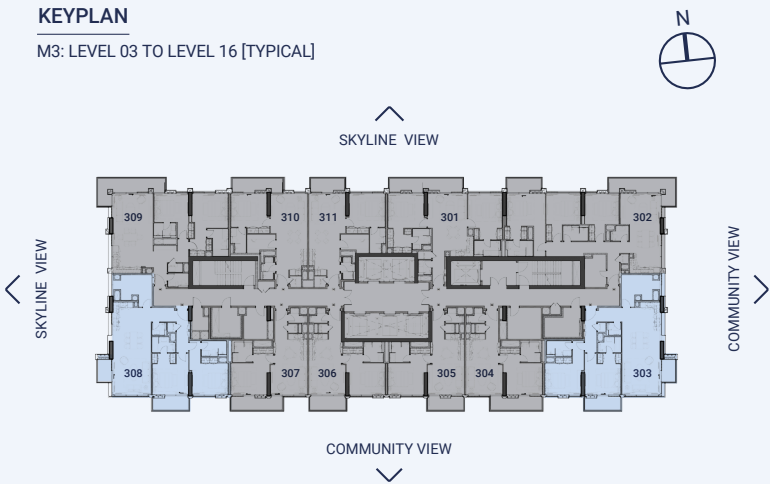 KEYPLAN
M3: LEVEL 03 TO LEVEL 16 [TYPICAL]
N
SKYLINE VIEW
309
310
311
301
302
SKYLINE VIEW
COMMUNITY VIEW
308
307
306
305
304
303
COMMUNITY VIEW